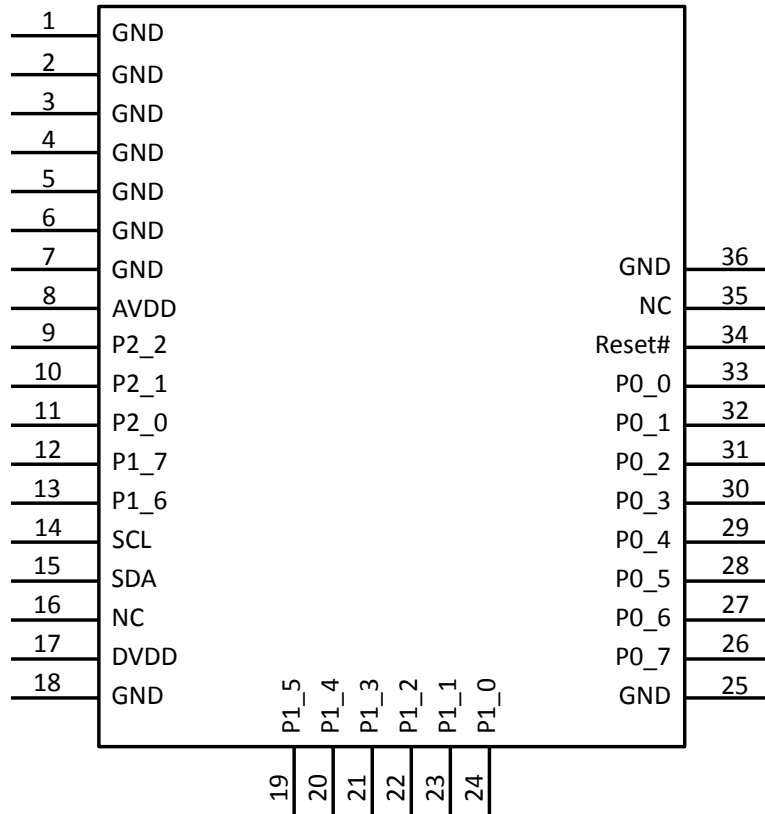 1 GND
2 GND
3 GND
4 GND
5 GND
6 GND
7 GND GND 36
8 AVDD NC 35
9 P2_2 Reset# 34
10 P2_1 P0_0 33
11 P2_0 P0_1 32
12 P1_7 P0_2 31
13 P1_6 P0_3 30
14 SCL P0_4 29
15 SDA P0_5 28
16 NC P0_6 27
17 DVDD P0_7 26
18 GND GND 25
P1_5 P1_4 P1_3 P1_2 P1_1 P1_0
19 20 21 22 23 24